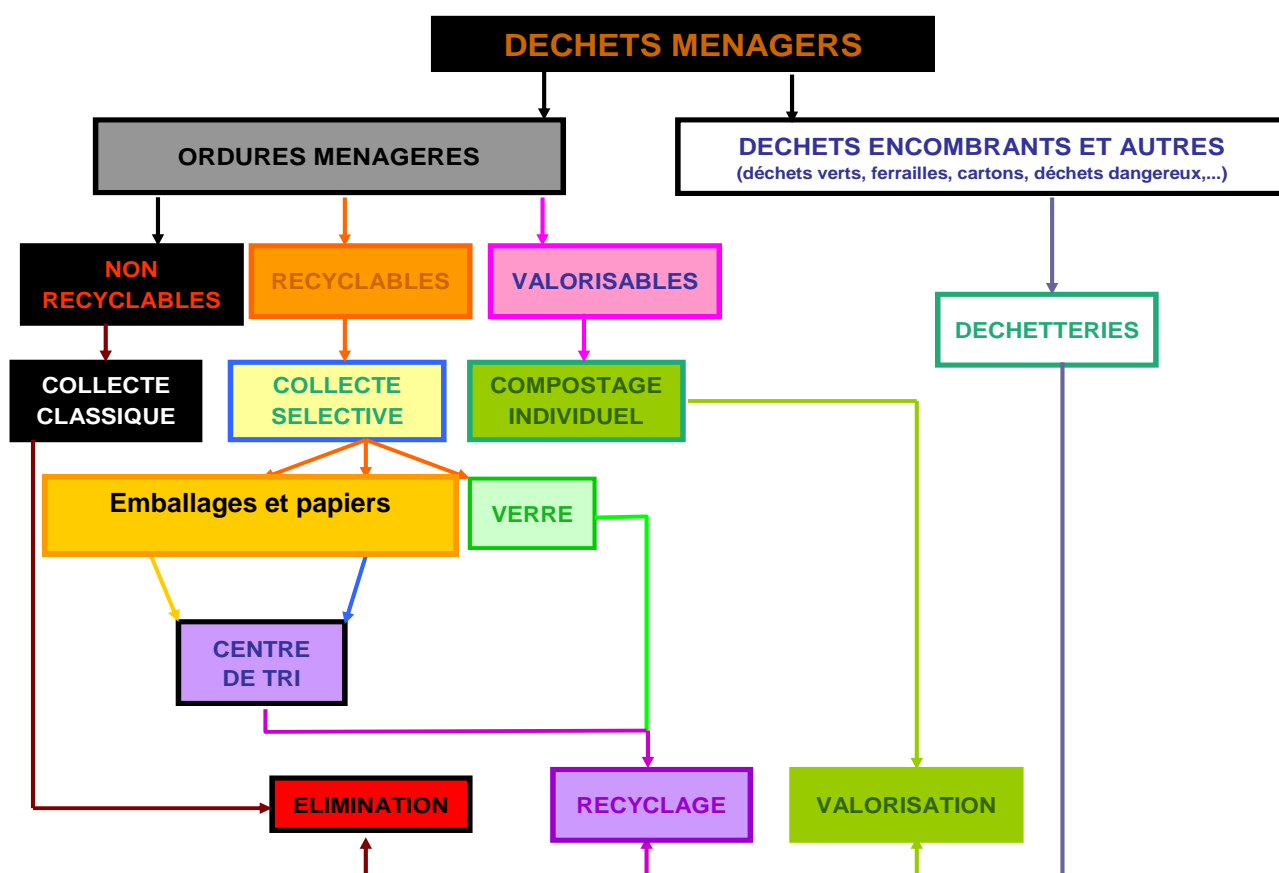 DECHETS MENAGERS
ORDURES MENAGERES
DECHETS ENCOMBRANTS ET AUTRES
(déchets verts, ferrailles, cartons, déchets dangereux,...)
NON
RECYCLABLES
RECYCLABLES
VALORISABLES
DECHETTERIES
COLLECTE
CLASSIQUE
COLLECTE
SELECTIVE
COMPOSTAGE
INDIVIDUEL
Emballages et papiers
VERRE
CENTRE
DE TRI
ELIMINATION
RECYCLAGE
VALORISATION